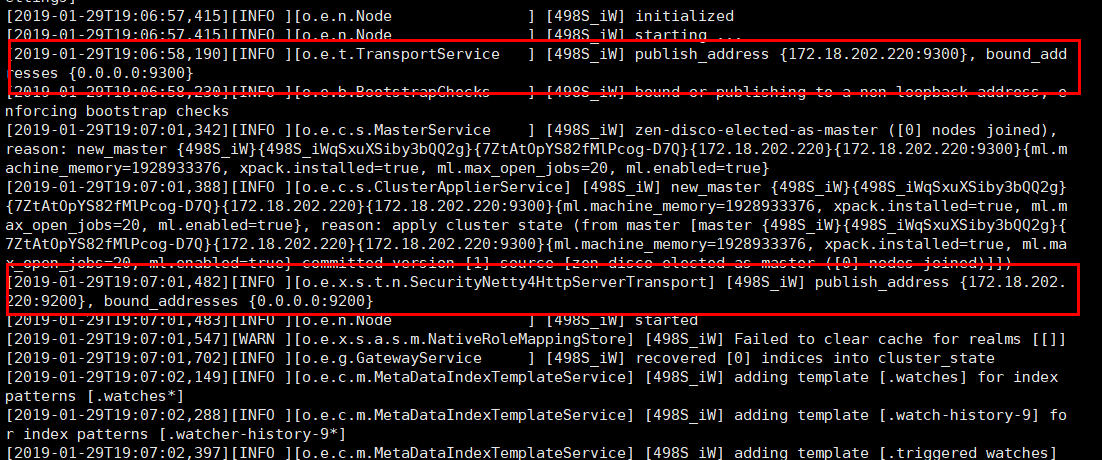 ettings]
[2019-01-29T19:06:57,415][INFO ][o.e.n.Node               ] [498S_iW] initialized
[2019-01-29T19:06:57,415][INFO ][o.e.n.Node               ] [498S_iW] starting ...
[2019-01-29T19:06:58,190][INFO ][o.e.t.TransportService   ] [498S_iW] publish_address {172.18.202.220:9300}, bound_add
resses {0.0.0.0:9300}
[2019-01-29T19:06:58,230][INFO ][o.e.b.BootstrapChecks    ] [498S_iW] bound or publishing to a non-loopback address, e
nforcing bootstrap checks
[2019-01-29T19:07:01,342][INFO ][o.e.c.s.MasterService    ] [498S_iW] zen-disco-elected-as-master ([0] nodes joined),
reason: new_master {498S_iW}{498S_iWqSxuXSiby3bQQ2g}{7ZtAtOpYS82fMlPcog-D7Q}{172.18.202.220}{172.18.202.220:9300}{ml.m
achine_memory=1928933376, xpack.installed=true, ml.max_open_jobs=20, ml.enabled=true}
[2019-01-29T19:07:01,388][INFO ][o.e.c.s.ClusterApplierService] [498S_iW] new_master {498S_iW}{498S_iWqSxuXSiby3bQQ2g}
{7ZtAtOpYS82fMlPcog-D7Q}{172.18.202.220}{172.18.202.220:9300}{ml.machine_memory=1928933376, xpack.installed=true, ml.m
ax_open_jobs=20, ml.enabled=true}, reason: apply cluster state (from master [master {498S_iW}{498S_iWqSxuXSiby3bQQ2g}{
7ZtAtOpYS82fMlPcog-D7Q}{172.18.202.220}{172.18.202.220:9300}{ml.machine_memory=1928933376, xpack.installed=true, ml.ma
x_open_jobs=20, ml.enabled=true} committed version [1] source [zen-disco-elected-as-master ([0] nodes joined)]])
[2019-01-29T19:07:01,482][INFO ][o.e.x.s.t.n.SecurityNetty4HttpServerTransport] [498S_iW] publish_address {172.18.202.
220:9200}, bound_addresses {0.0.0.0:9200}
[2019-01-29T19:07:01,483][INFO ][o.e.n.Node               ] [498S_iW] started
[2019-01-29T19:07:01,547][WARN ][o.e.x.s.a.s.m.NativeRoleMappingStore] [498S_iW] Failed to clear cache for realms [[]]
[2019-01-29T19:07:01,702][INFO ][o.e.g.GatewayService     ] [498S_iW] recovered [0] indices into cluster_state
[2019-01-29T19:07:02,149][INFO ][o.e.c.m.MetaDataIndexTemplateService] [498S_iW] adding template [.watches] for index
patterns [.watches*]
[2019-01-29T19:07:02,288][INFO ][o.e.c.m.MetaDataIndexTemplateService] [498S_iW] adding template [.watch-history-9] fo
r index patterns [.watcher-history-9*]
[2019-01-29T19:07:02,397][INFO ][o.e.c.m.MetaDataIndexTemplateService] [498S_iW] adding template [.triggered_watches]